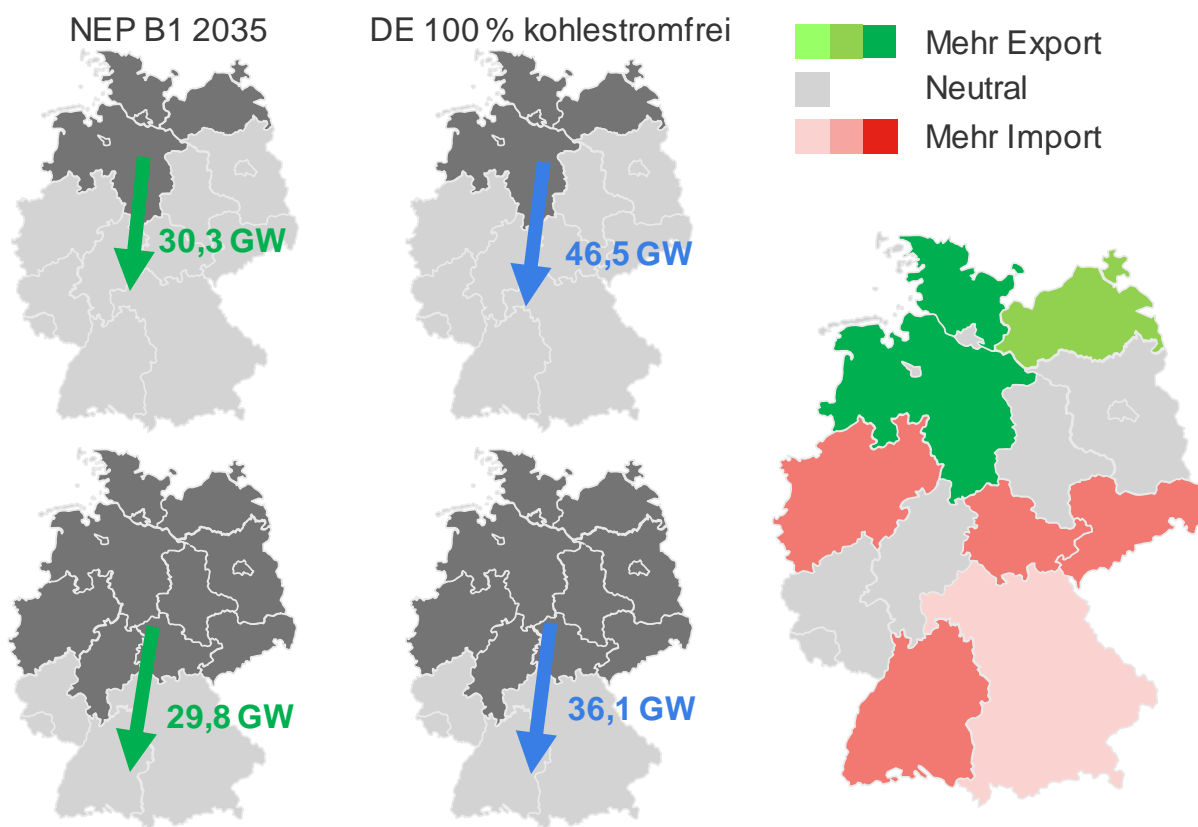 NEP B1 2035
DE 100 % kohlestromfrei
Mehr Export
Neutral
Mehr Import
30,3 GW
46,5 GW
29,8 GW
36,1 GW